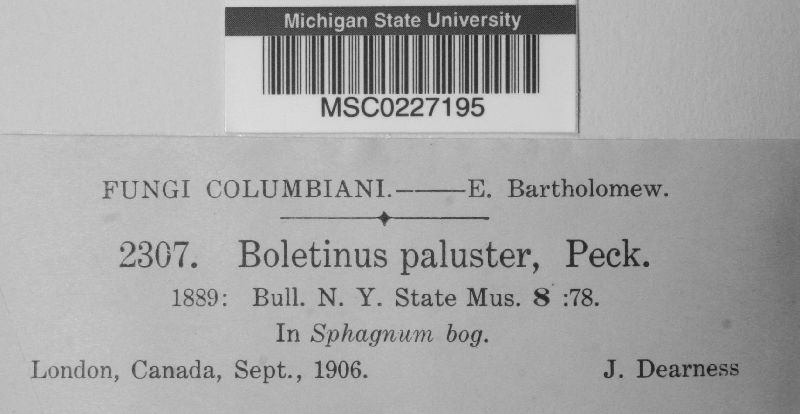 Michigan State University
MSC0227195
FUNGI COLUMBIANI.——E. Bartholomew.
2307. Boletinus paluster, Peck.
1889: Bull. N. Y. State Mus. 8 :78.
In Sphagnum bog.
London, Canada, Sept., 1906. J. Dearness